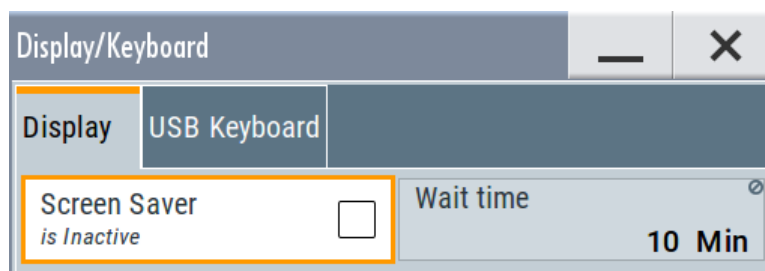 Display/Keyboard
Display USB Keyboard
Screen Saver
is Inactive
Wait time
10 Min